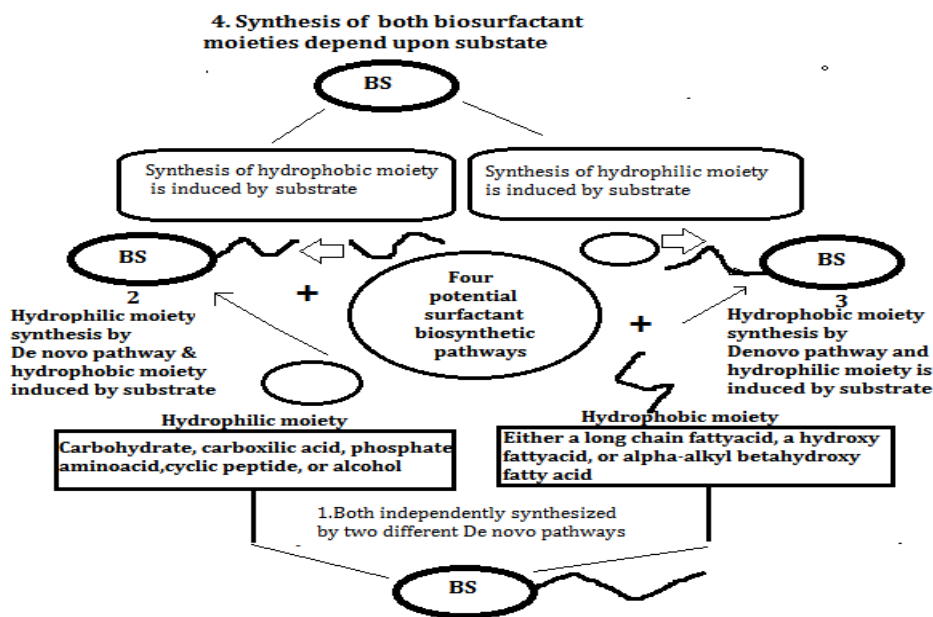 4. Synthesis of both biosurfactant
moieties depend upon substate
BS
Synthesis of hydrophobic moiety
is induced by substrate
Synthesis of hydrophilic moiety
is induced by substrate
BS
2
Hydrophilic moiety
synthesis by
De novo pathway &
hydrophobic moiety
induced by substrate
+
Four
potential
surfactant
biosynthetic
pathways
+
BS
3
Hydrophobic moiety
synthesis by
Denovo pathway and
hydrophilic moiety is
induced by substrate
Hydrophilic moiety
Carbohydrate, carboxilic acid, phosphate
aminoacid,cyclic peptide, or alcohol
Hydrophobic moiety
Either a long chain fattyacid, a hydroxy
fattyacid, or alpha-alkyl betahydroxy
fatty acid
1.Both independently synthesized
by two different De novo pathways
BS